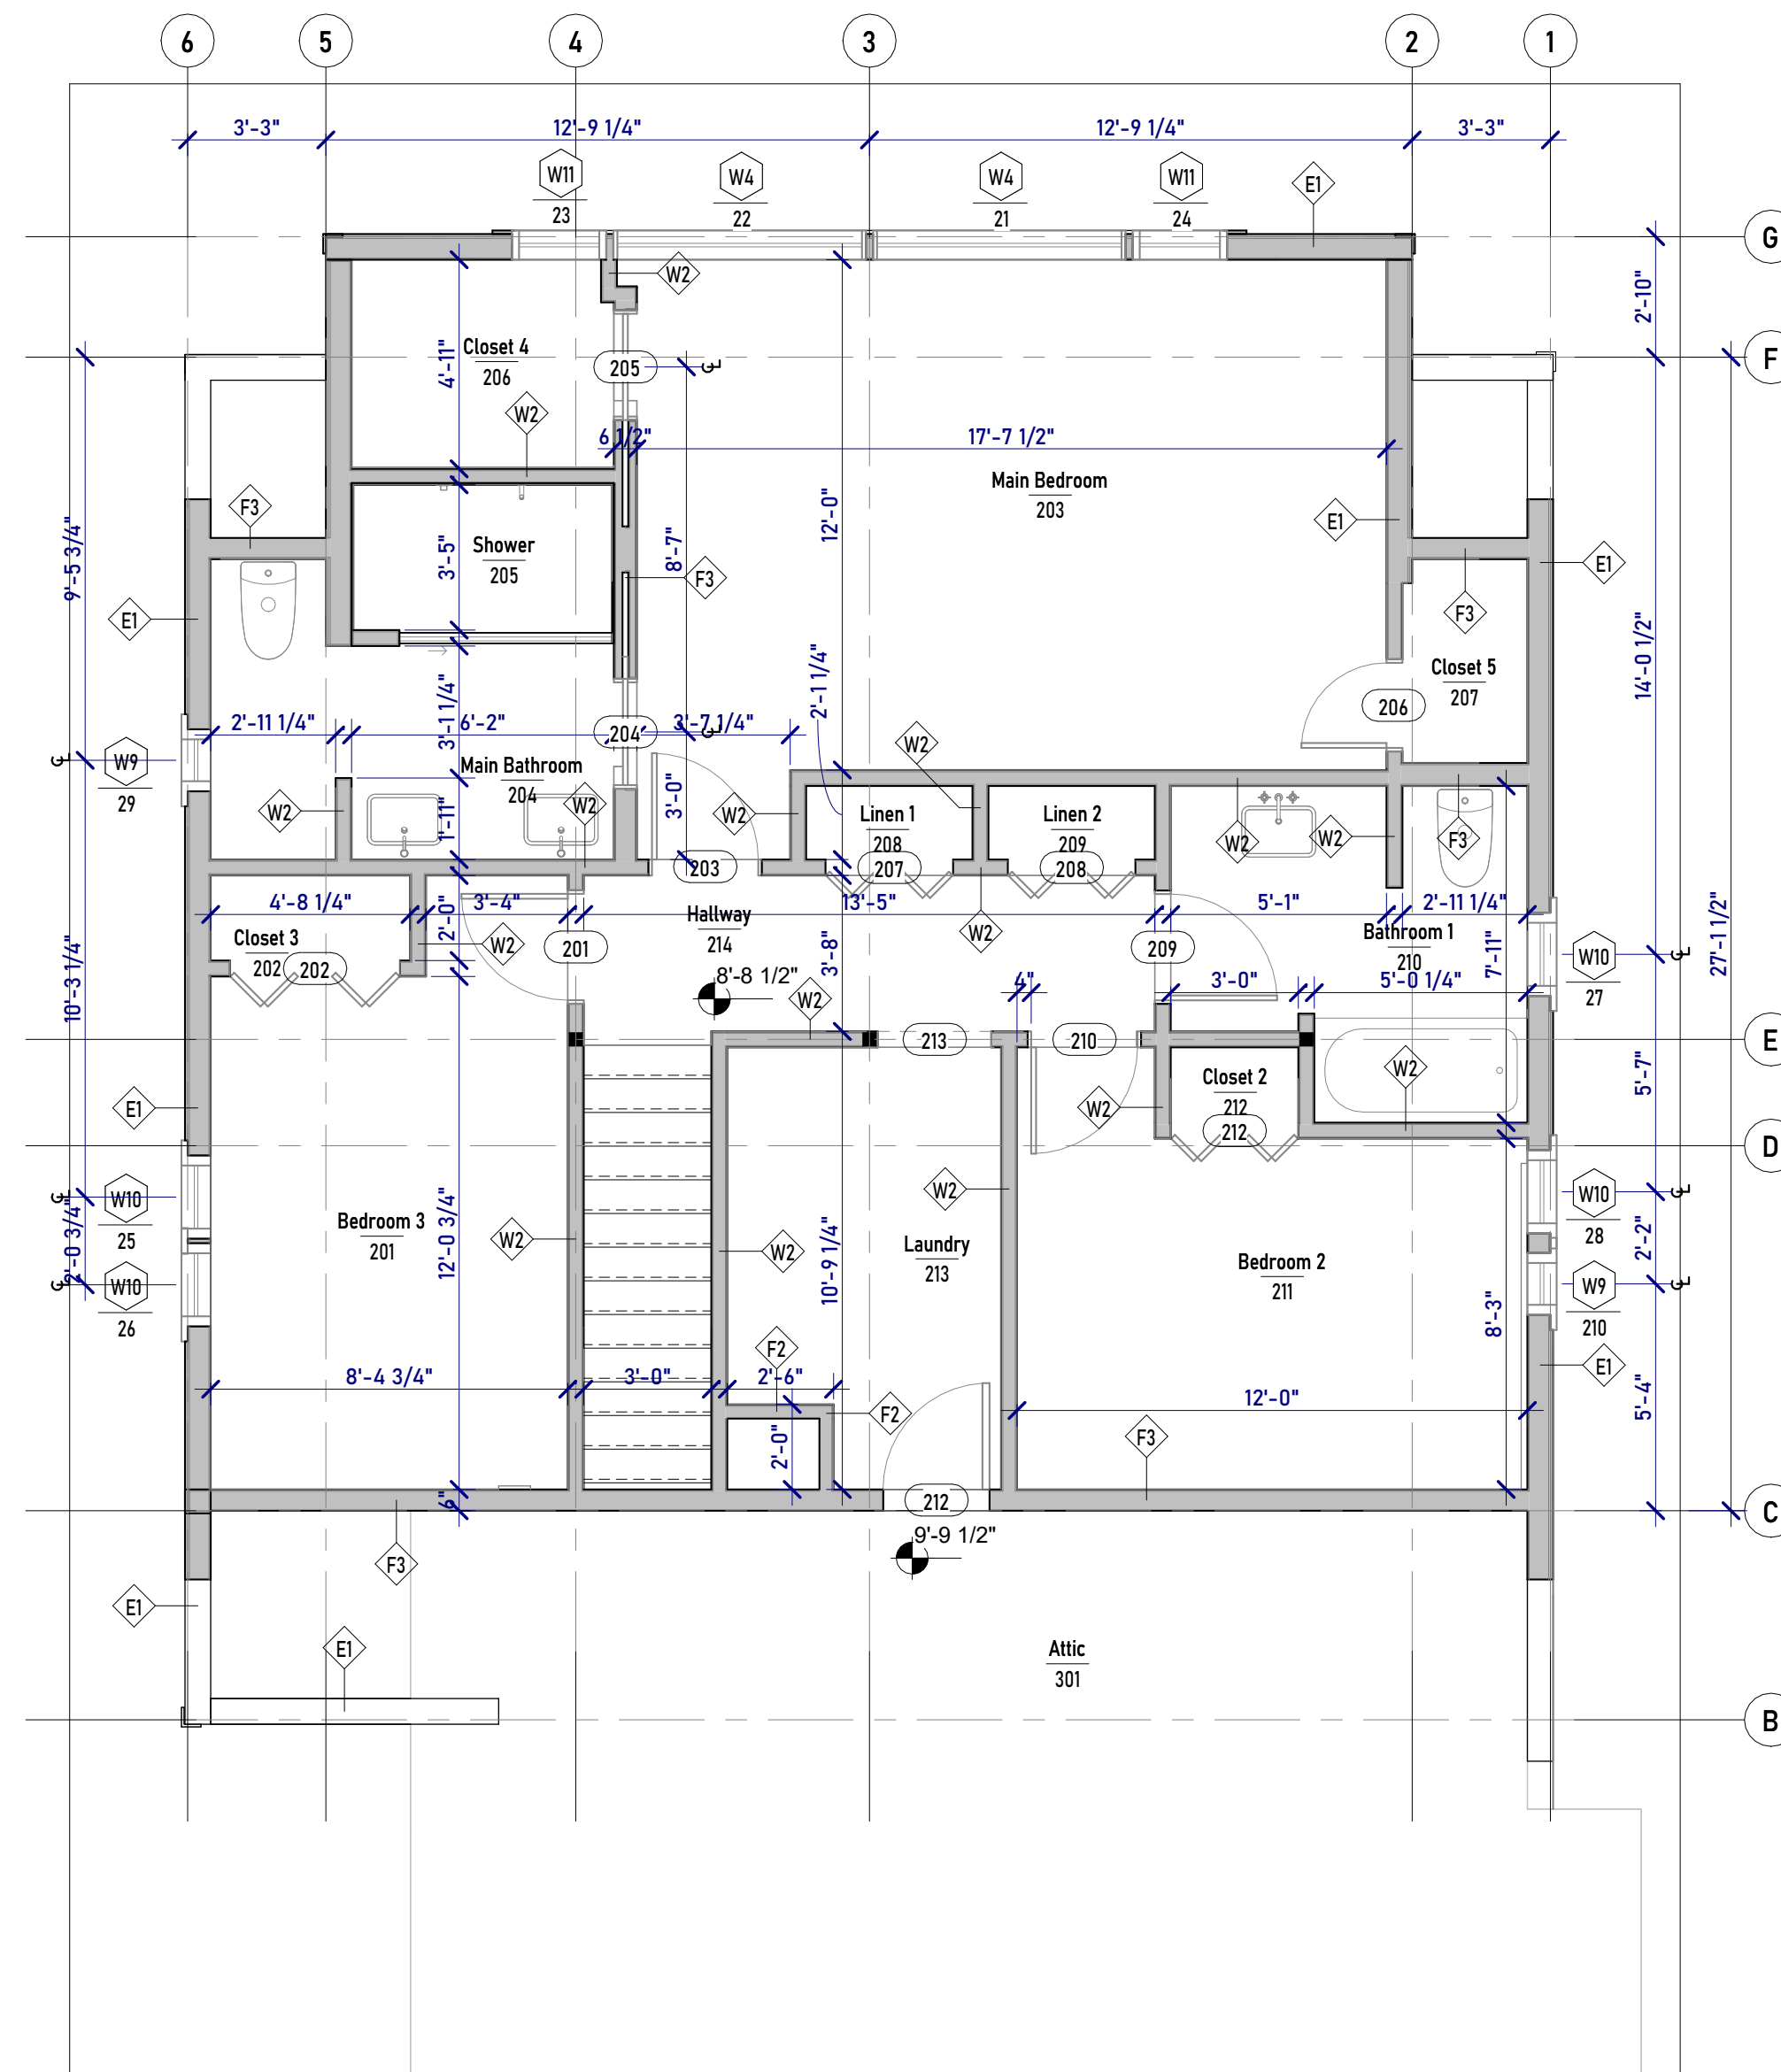 6 5 4 3 2 1
3'-3" 12'-9 1/4" 12'-9 1/4" 3'-3"
W11 W4 W4 W11 E1
23 22 21 24
G
W2
2'-10"
Closet 4
206
4'-11"
205
℄
F
W2
6 1/2" 17'-7 1/2"
Main Bedroom
203
F3
E1
9'-5 3/4"
Shower
205
3'-5"
12'-0"
8'-7"
F3
E1
E1
F3
14'-0 1/2"
Closet 5
207
2'-1 1/4"
206
2'-11 1/4" 6'-2" 3'-7 1/4"
3'-1 1/4"
204
℄
W2
℄
W9
29
Main Bathroom
204
W2
W2
1'-11"
3'-0"
W2
Linen 1
208
207
Linen 2
209
208
W2
W2
F3
203
4'-8 1/4" 3'-4" 13'-5" 5'-1" 2'-11 1/4"
2'-0"
Closet 3
202
202
W2
201
Hallway
214
8'-8 1/2"
3'-8"
W2
209
Bathroom 1
210
7'-11"
W10
27
℄
27'-1 1/2"
10'-3 1/4"
W2
4" 3'-0" 5'-0 1/4"
213
210
E
W2
Closet 2
212
212
W2
5'-7"
E1
D
℄
W10
25
2'-0 3/4"
℄
W10
26
Bedroom 3
201
12'-0 3/4"
W2
W2
W2
Laundry
213
10'-9 1/4"
Bedroom 2
211
W10
28
℄
2'-2"
W9
210
℄
8'-3"
F2
E1
8'-4 3/4" 3'-0" 2'-6" 12'-0"
5'-4"
F2
F3
2'-0"
6"
212
C
9'-9 1/2"
F3
E1
E1
Attic
301
B